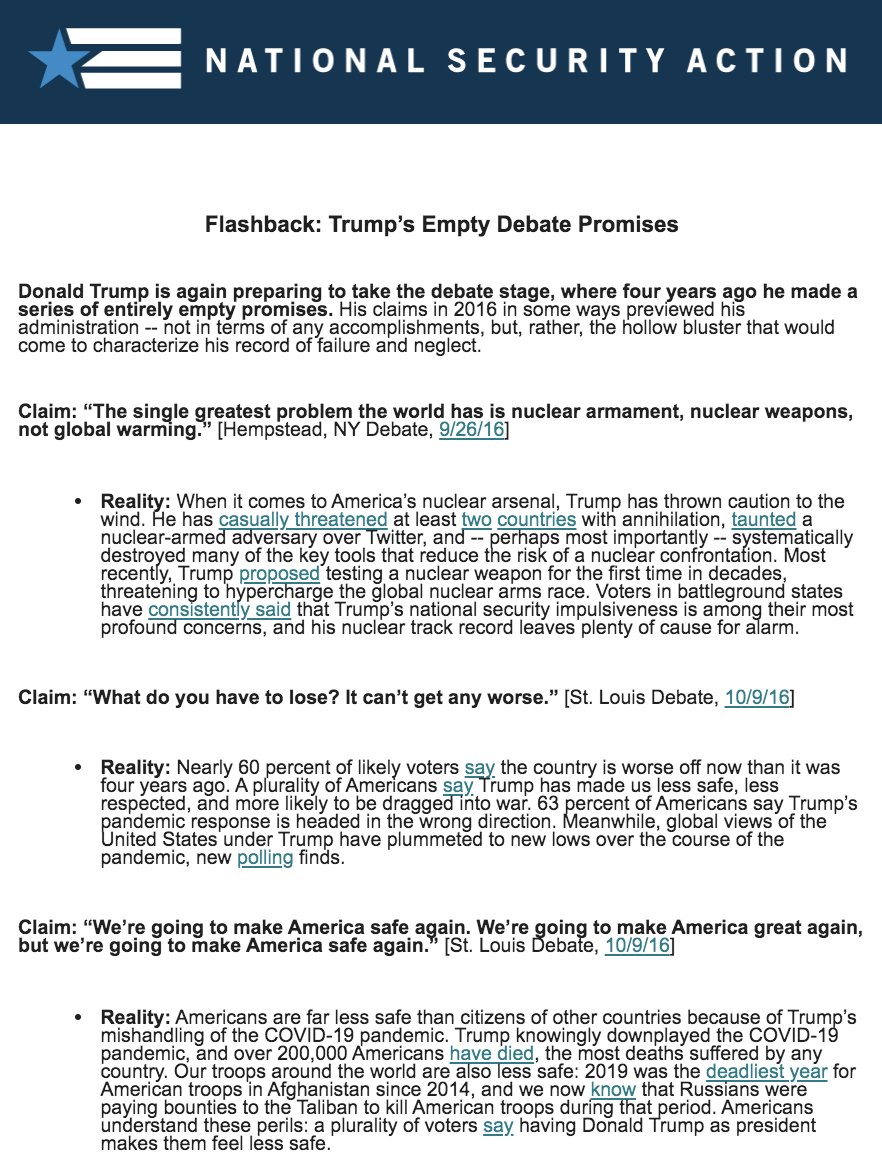 NATIONAL SECURITY ACTION
Flashback: Trump’s Empty Debate Promises
Donald Trump is again preparing to take the debate stage, where four years ago he made a
series of entirely empty promises. His claims in 2016 in some ways previewed his
administration -- not in terms of any accomplishments, but, rather, the hollow bluster that would
come to characterize his record of failure and neglect.
Claim: “The single greatest problem the world has is nuclear armament, nuclear weapons,
not global warming.” [Hempstead, NY Debate, 9/26/16]
• Reality: When it comes to America’s nuclear arsenal, Trump has thrown caution to the
wind. He has casually threatened at least two countries with annihilation, taunted a
nuclear-armed adversary over Twitter, and -- perhaps most importantly -- systematically
destroyed many of the key tools that reduce the risk of a nuclear confrontation. Most
recently, Trump proposed testing a nuclear weapon for the first time in decades,
threatening to hypercharge the global nuclear arms race. Voters in battleground states
have consistently said that Trump’s national security impulsiveness is among their most
profound concerns, and his nuclear track record leaves plenty of cause for alarm.
Claim: “What do you have to lose? It can’t get any worse.” [St. Louis Debate, 10/9/16]
• Reality: Nearly 60 percent of likely voters say the country is worse off now than it was
four years ago. A plurality of Americans say Trump has made us less safe, less
respected, and more likely to be dragged into war. 63 percent of Americans say Trump’s
pandemic response is headed in the wrong direction. Meanwhile, global views of the
United States under Trump have plummeted to new lows over the course of the
pandemic, new polling finds.
Claim: “We’re going to make America safe again. We’re going to make America great again,
but we’re going to make America safe again.” [St. Louis Debate, 10/9/16]
• Reality: Americans are far less safe than citizens of other countries because of Trump’s
mishandling of the COVID-19 pandemic. Trump knowingly downplayed the COVID-19
pandemic, and over 200,000 Americans have died, the most deaths suffered by any
country. Our troops around the world are also less safe: 2019 was the deadliest year for
American troops in Afghanistan since 2014, and we now know that Russians were
paying bounties to the Taliban to kill American troops during that period. Americans
understand these perils: a plurality of voters say having Donald Trump as president
makes them feel less safe.